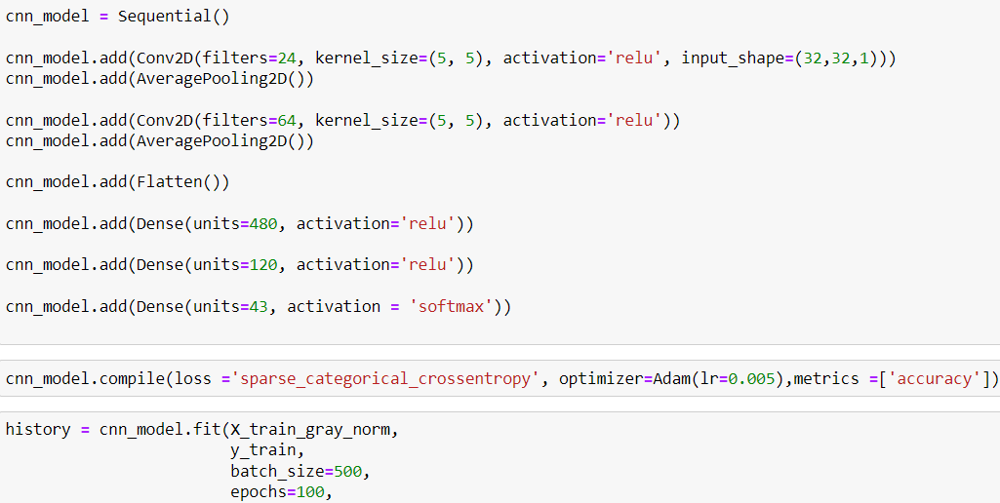 cnn_model = Sequential()
cnn_model.add(Conv2D(filters=24, kernel_size=(5, 5), activation='relu', input_shape=(32,32,1)))
cnn_model.add(AveragePooling2D())
cnn_model.add(Conv2D(filters=64, kernel_size=(5, 5), activation='relu'))
cnn_model.add(AveragePooling2D())
cnn_model.add(Flatten())
cnn_model.add(Dense(units=480, activation='relu'))
cnn_model.add(Dense(units=120, activation='relu'))
cnn_model.add(Dense(units=43, activation = 'softmax'))
cnn_model.compile(loss ='sparse_categorical_crossentropy', optimizer=Adam(lr=0.005),metrics =['accuracy'])
history = cnn_model.fit(X_train_gray_norm,
y_train,
batch_size=500,
epochs=100,